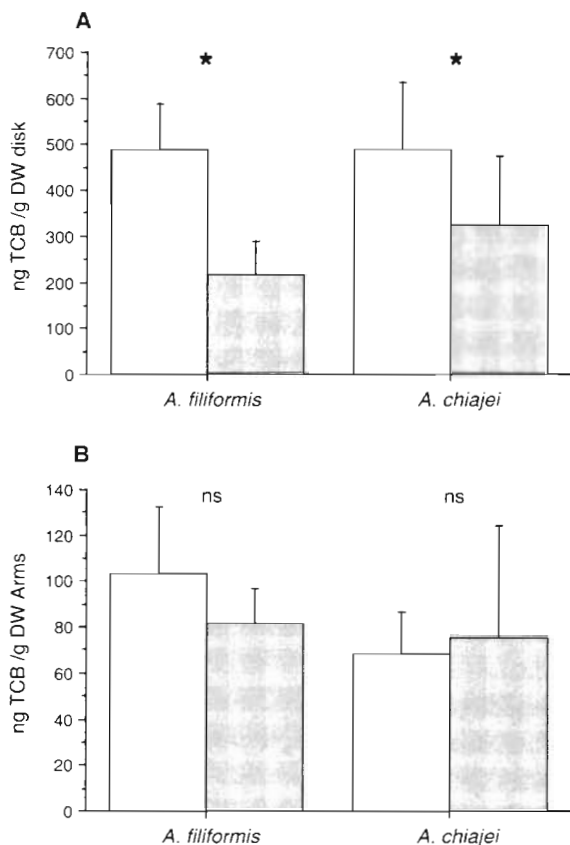 A
★ ★
700
600
500
400
300
200
100
0
ng TCB /g DW disk
A. filiformis A. chiajei
B
ns ns
140
120
100
80
60
40
20
0
ng TCB /g DW Arms
A. filiformis A. chiajei